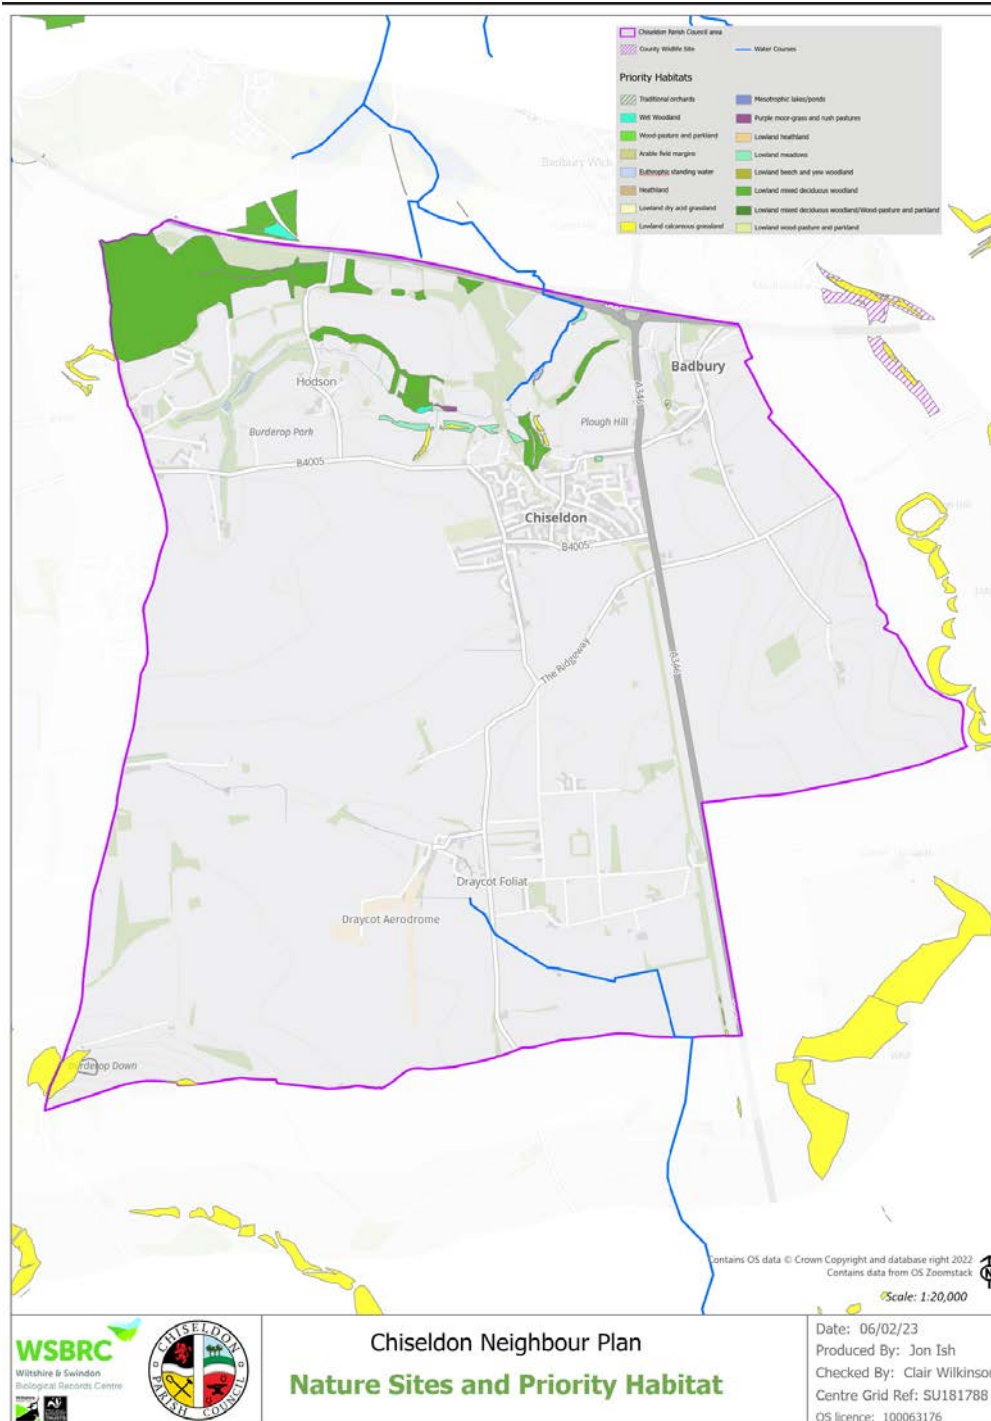 Chiseldon Parish Council area
County Wildlife Site
Water Courses
Priority Habitats
Traditional orchards
Mesotrophic lakes/ponds
Wet Woodland
Purple moor-grass and rush pastures
Wood-pasture and parkland
Lowland heathland
Arable field margins
Lowland meadows
Euthrophic standing water
Lowland beech and yew woodland
Heathland
Lowland mixed deciduous woodland
Lowland dry acid grassland
Lowland mixed deciduous woodland/Wood-pasture and parkland
Lowland calcareous grassland
Lowland wood-pasture and parkland
Badbury Wick
Badbury
Hodson
A346
Burderop Park
Plough Hill
B4005
Chiseldon
B4005
The Ridgeway
A346
Draycot Foliat
Draycot Aerodrome
Burderop Down
Contains OS data © Crown Copyright and database right 2022
Contains data from OS Zoomstack
N
Scale: 1:20,000
WSBRC
Wiltshire & Swindon
Biological Records Centre
CHISELDON
PARISH COUNCIL
Chiseldon Neighbour Plan
Nature Sites and Priority Habitat
Date: 06/02/23
Produced By: Jon Ish
Checked By: Clair Wilkinson
Centre Grid Ref: SU181788
OS licence: 100063176